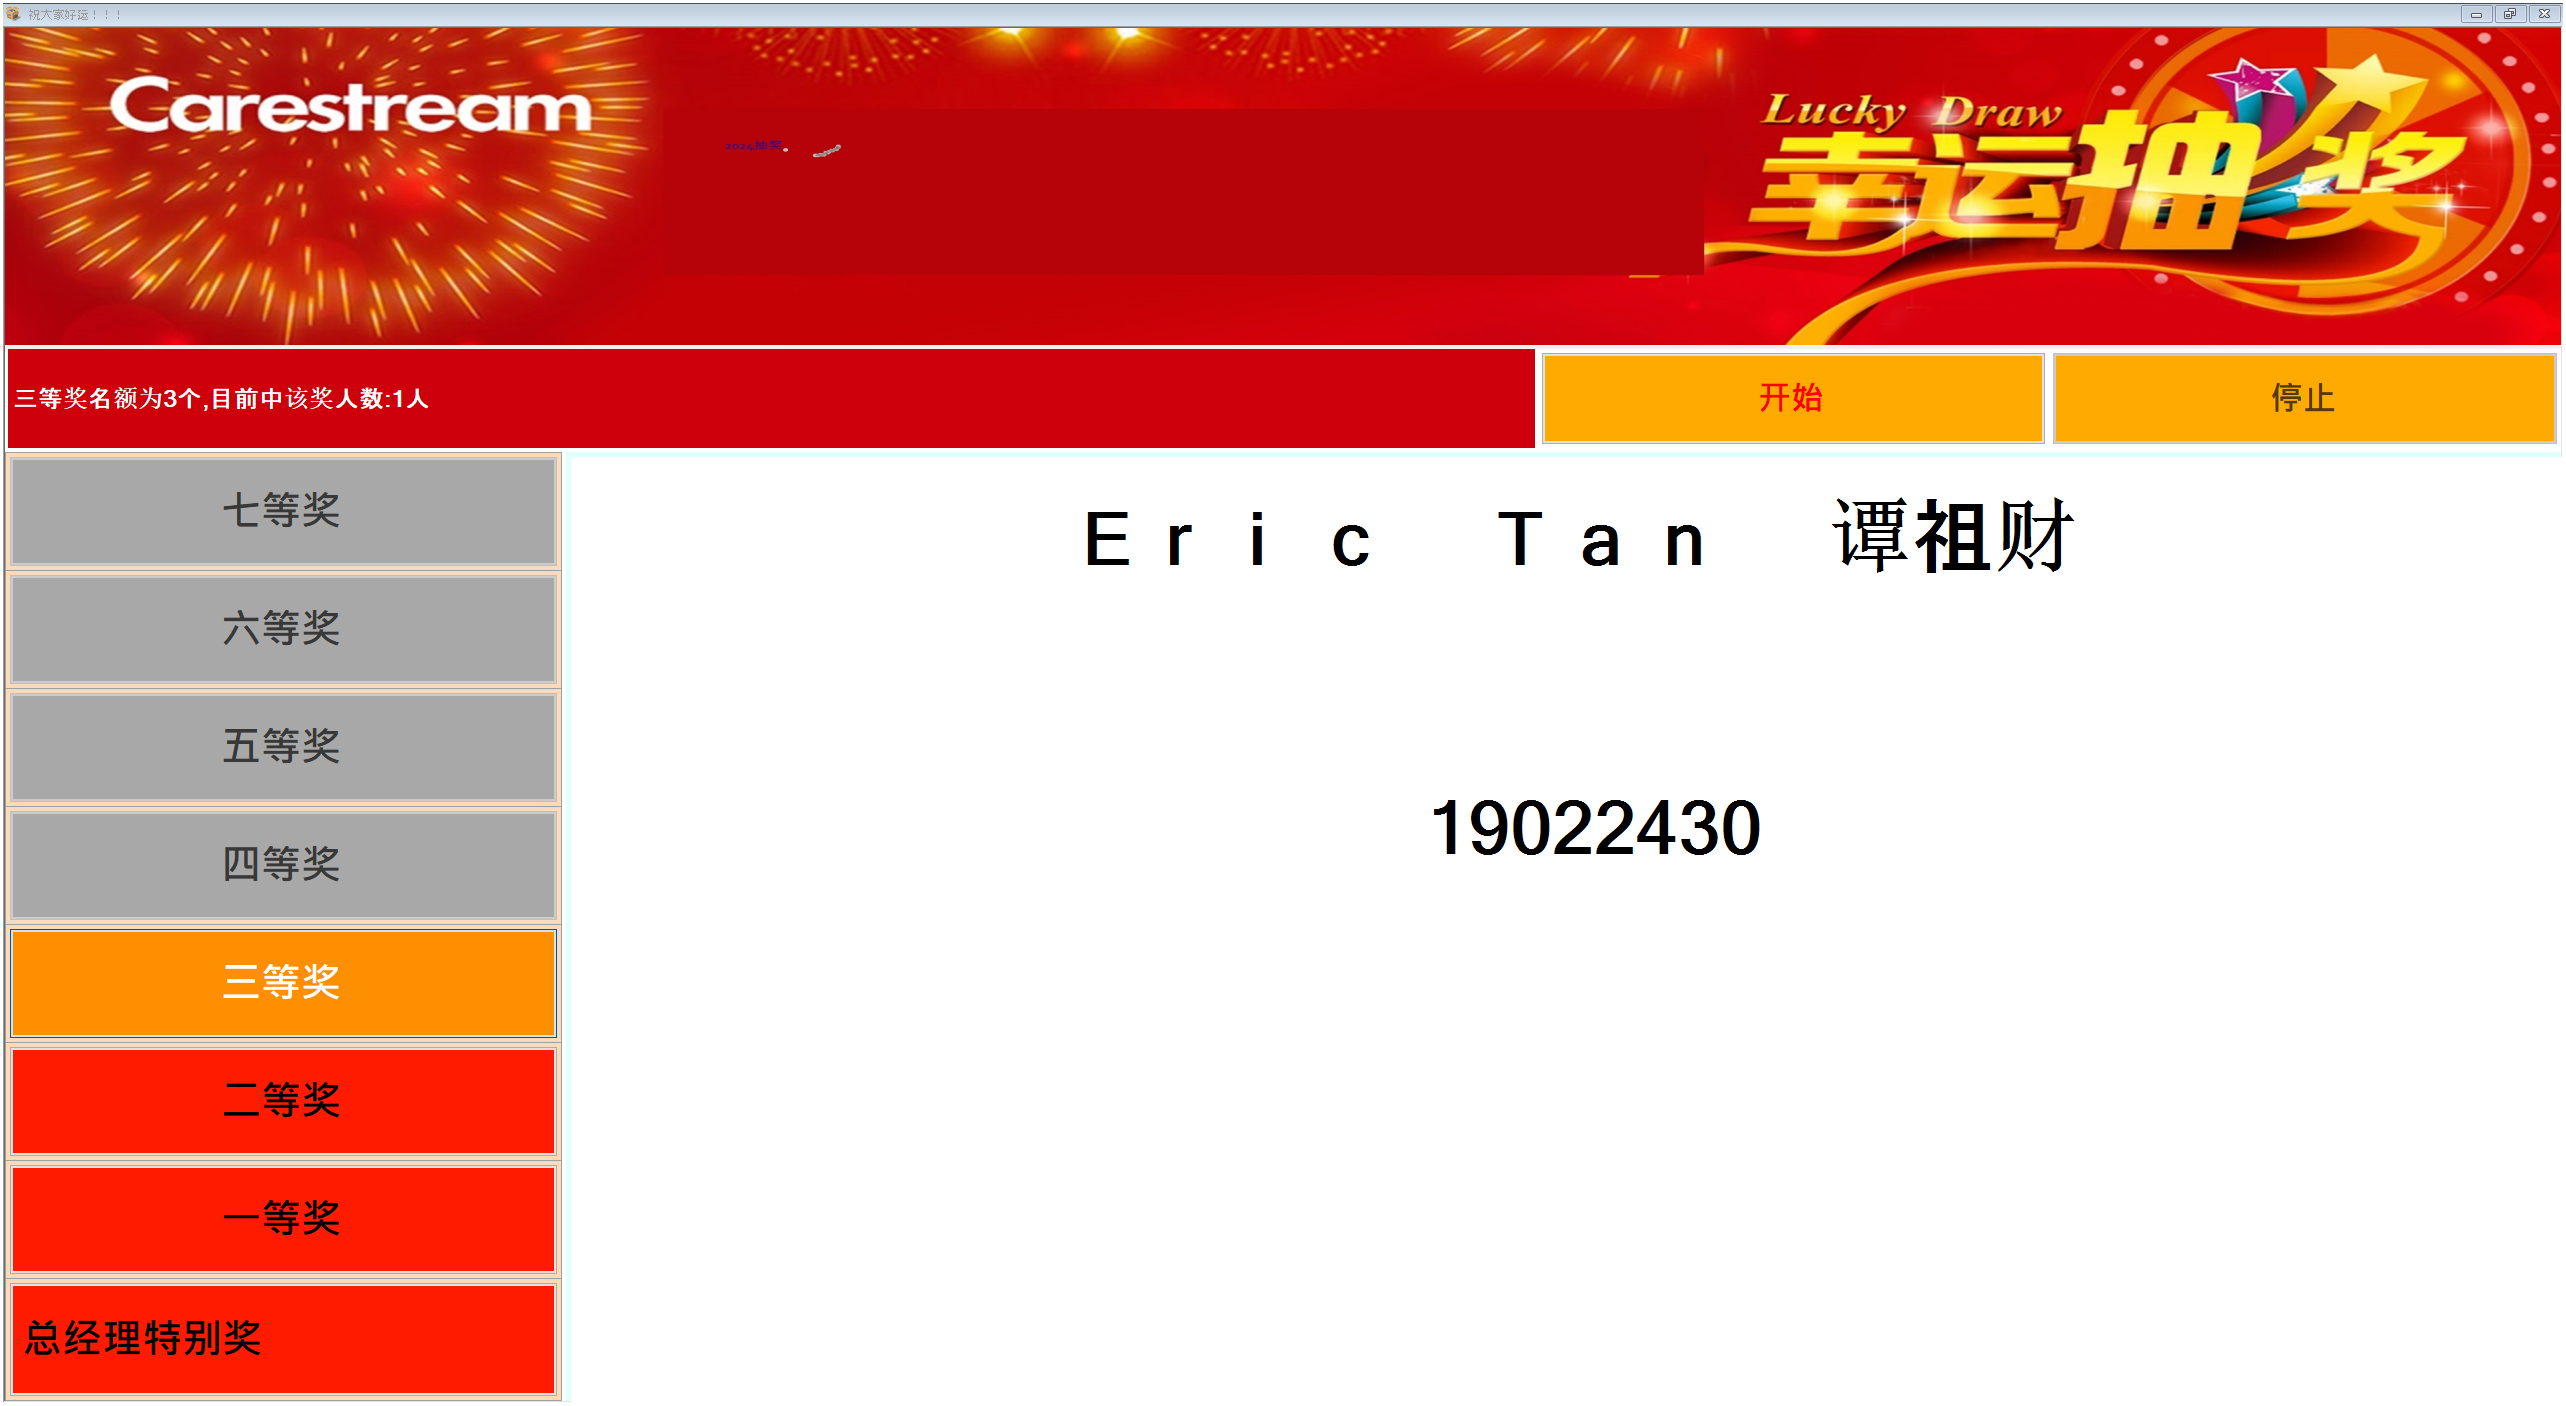 祝大家好运！！！
Carestream
2024抽奖。
Lucky Draw
幸运抽奖
三等奖名额为3个,目前中该奖人数:1人
开始
停止
七等奖
六等奖
五等奖
四等奖
三等奖
二等奖
一等奖
总经理特别奖
Eric Tan 谭祖财
19022430